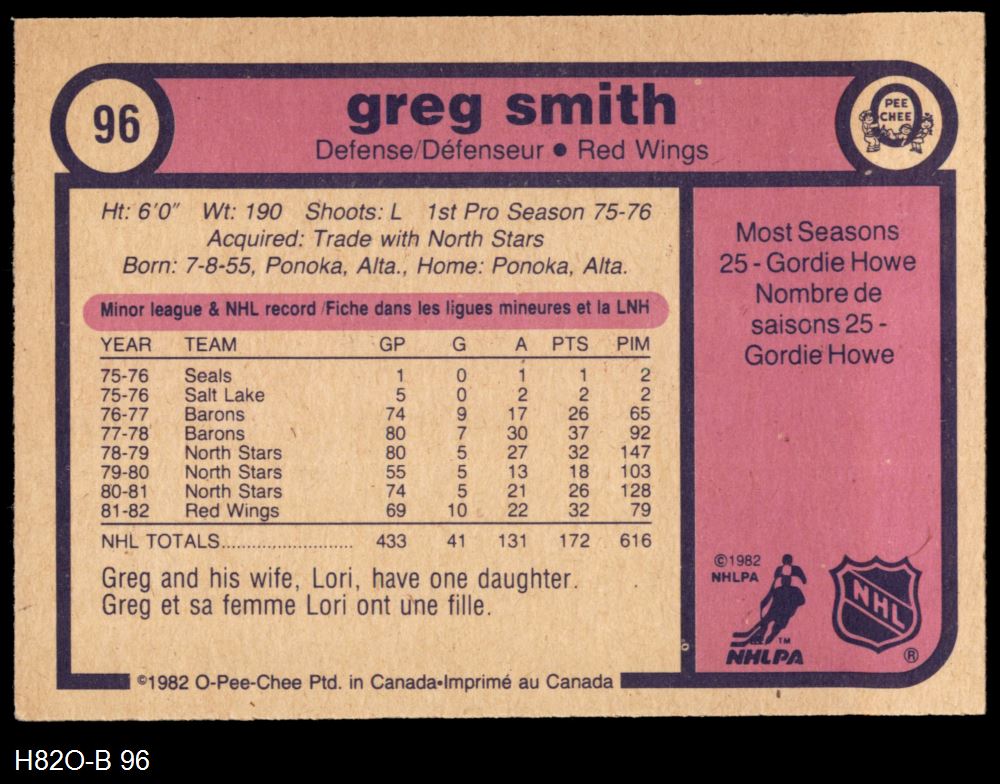 96
greg smith
PEE
CHEE
Defense/Défenseur • Red Wings
Ht: 6'0" Wt: 190 Shoots: L 1st Pro Season 75-76
Acquired: Trade with North Stars
Born: 7-8-55, Ponoka, Alta., Home: Ponoka, Alta.
Minor league & NHL record /Fiche dans les ligues mineures et la LNH
YEAR TEAM GP G A PTS PIM
75-76 Seals 1 0 1 1 2
75-76 Salt Lake 5 0 2 2 2
76-77 Barons 74 9 17 26 65
77-78 Barons 80 7 30 37 92
78-79 North Stars 80 5 27 32 147
79-80 North Stars 55 5 13 18 103
80-81 North Stars 74 5 21 26 128
81-82 Red Wings 69 10 22 32 79
NHL TOTALS........................... 433 41 131 172 616
Greg and his wife, Lori, have one daughter.
Greg et sa femme Lori ont une fille.
Most Seasons
25 - Gordie Howe
Nombre de
saisons 25 -
Gordie Howe
©1982
NHLPA
TM
NHLPA
NHL
®
©1982 O-Pee-Chee Ptd. in Canada•Imprimé au Canada
H82O-B 96